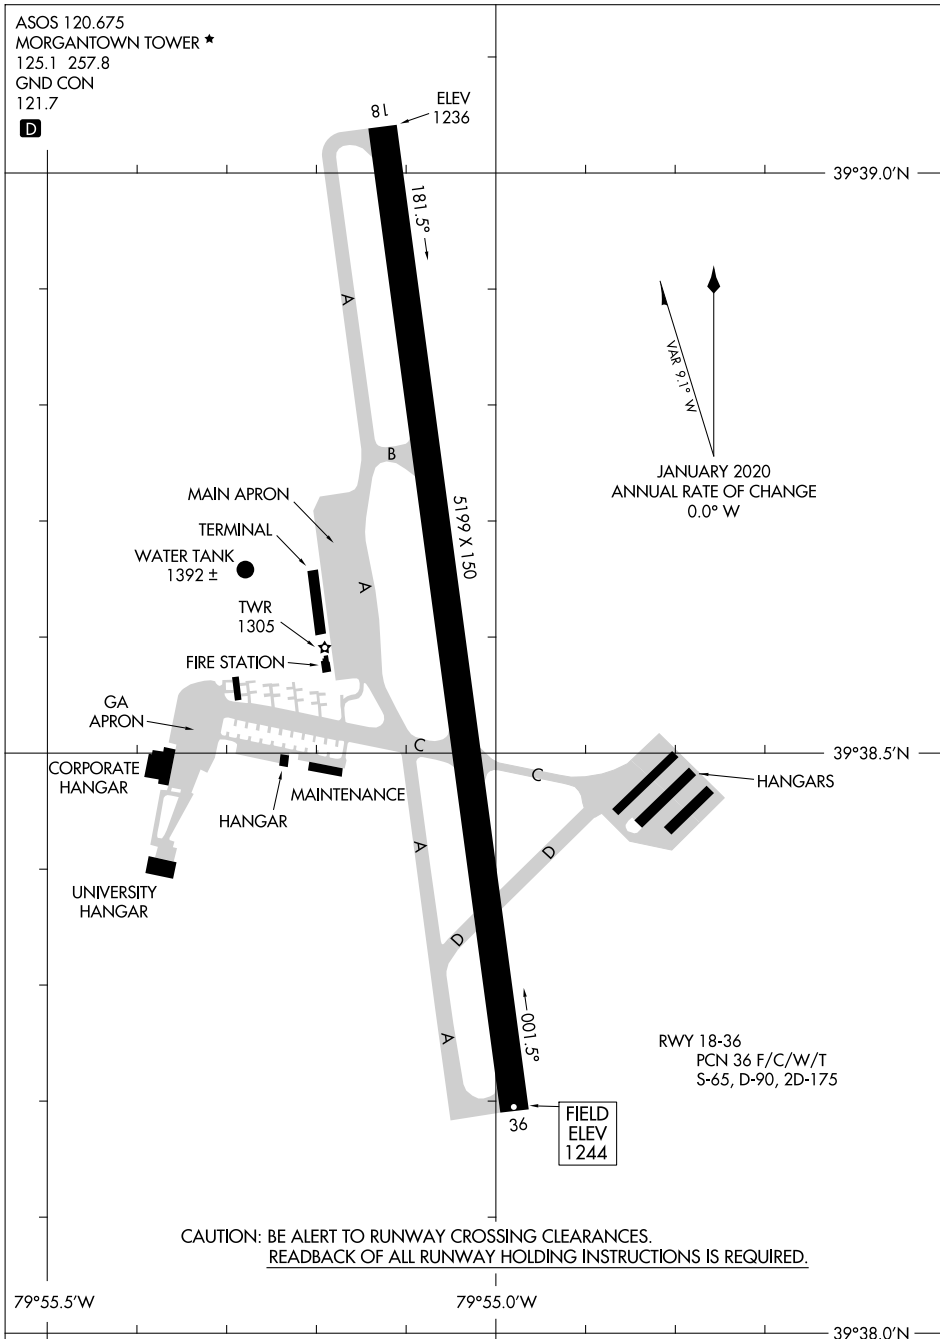 ASOS 120.675
MORGANTOWN TOWER ★
125.1 257.8
GND CON
121.7
D
18
ELEV
1236
39°39.0'N
181.5°
A
VAR 9.1° W
JANUARY 2020
ANNUAL RATE OF CHANGE
0.0° W
B
MAIN APRON
TERMINAL
5199 X 150
WATER TANK
1392 ±
A
TWR
1305
FIRE STATION
GA
APRON
C
39°38.5'N
CORPORATE
HANGAR
C
HANGARS
MAINTENANCE
HANGAR
A
D
UNIVERSITY
HANGAR
D
001.5°
A
RWY 18-36
PCN 36 F/C/W/T
S-65, D-90, 2D-175
36
FIELD
ELEV
1244
CAUTION: BE ALERT TO RUNWAY CROSSING CLEARANCES.
READBACK OF ALL RUNWAY HOLDING INSTRUCTIONS IS REQUIRED.
79°55.5'W
79°55.0'W
39°38.0'N